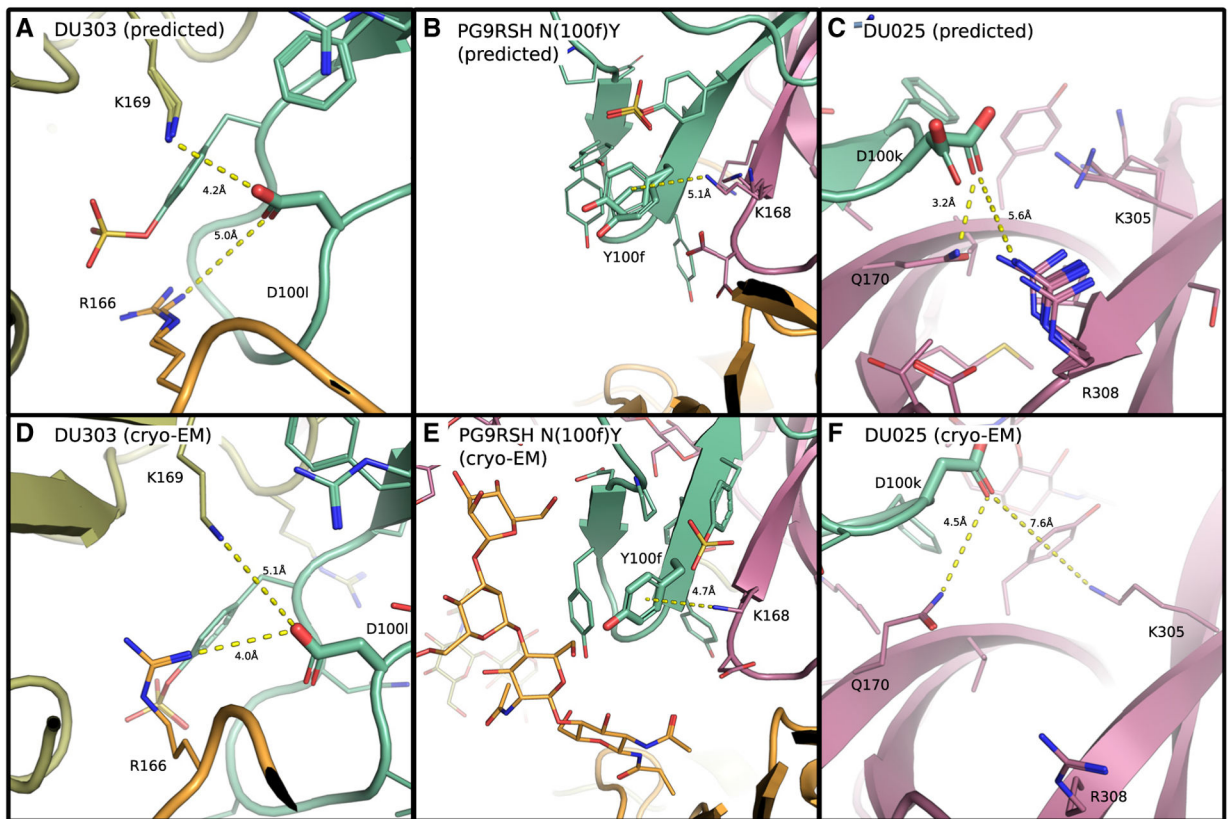 A DU303 (predicted)
K169
4.2Å
5.0Å
R166
D100l
B PG9RSH N(100f)Y
(predicted)
5.1Å
K168
Y100f
C DU025 (predicted)
D100k
3.2Å
5.6Å
K305
Q170
R308
D DU303 (cryo-EM)
K169
5.1Å
D100l
4.0Å
R166
E PG9RSH N(100f)Y
(cryo-EM)
Y100f
4.7Å
K168
F DU025 (cryo-EM)
D100k
4.5Å
7.6Å
K305
Q170
R308